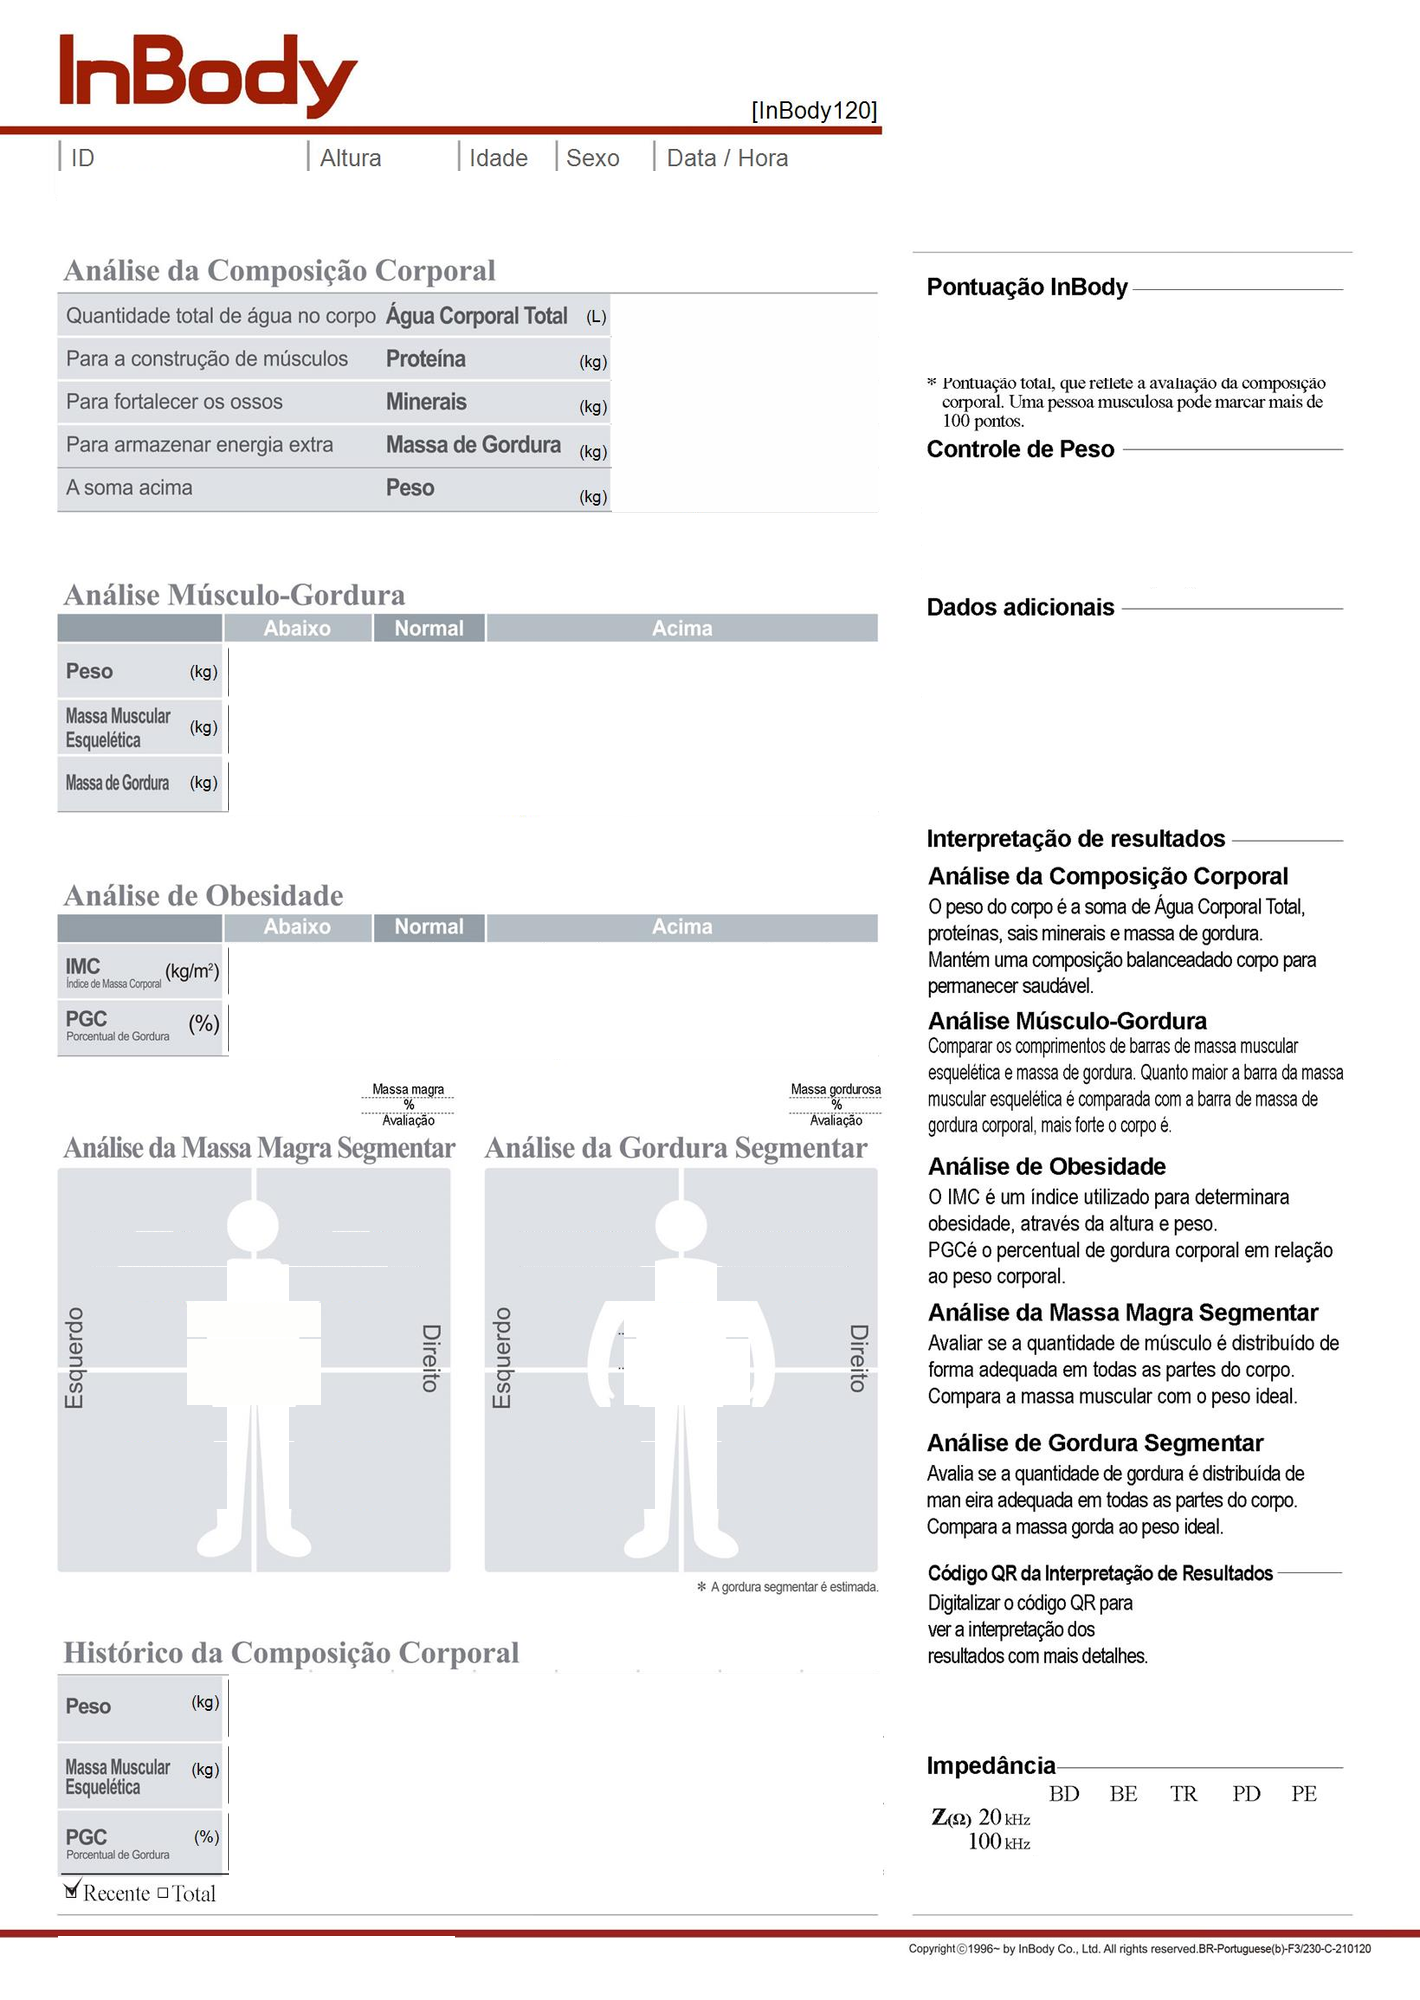 InBody
[InBody120]
ID Altura Idade Sexo Data / Hora
Análise da Composição Corporal
Quantidade total de água no corpo Água Corporal Total (L)
Para a construção de músculos Proteína (kg)
Para fortalecer os ossos Minerais (kg)
Para armazenar energia extra Massa de Gordura (kg)
A soma acima Peso (kg)
Análise Músculo-Gordura
Abaixo Normal Acima
Peso (kg)
Massa Muscular
Esquelética (kg)
Massa de Gordura (kg)
Análise de Obesidade
Abaixo Normal Acima
IMC (kg/m²)
Índice de Massa Corporal
PGC (%)
Porcentual de Gordura
Massa magra
%
Avaliação
Análise da Massa Magra Segmentar
Esquerdo
Direito
Massa gordurosa
%
Avaliação
Análise da Gordura Segmentar
Esquerdo
Direito
* A gordura segmentar é estimada.
Histórico da Composição Corporal
Peso (kg)
Massa Muscular
Esquelética (kg)
PGC (%)
Porcentual de Gordura
Recente Total
Pontuação InBody
* Pontuação total, que reflete a avaliação da composição
corporal. Uma pessoa musculosa pode marcar mais de
100 pontos.
Controle de Peso
Dados adicionais
Interpretação de resultados
Análise da Composição Corporal
O peso do corpo é a soma de Água Corporal Total,
proteínas, sais minerais e massa de gordura.
Mantém uma composição balanceadado corpo para
permanecer saudável.
Análise Músculo-Gordura
Comparar os comprimentos de barras de massa muscular
esquelética e massa de gordura. Quanto maior a barra da massa
muscular esquelética é comparada com a barra de massa de
gordura corporal, mais forte o corpo é.
Análise de Obesidade
O IMC é um índice utilizado para determinara
obesidade, através da altura e peso.
PGCé o percentual de gordura corporal em relação
ao peso corporal.
Análise da Massa Magra Segmentar
Avaliar se a quantidade de músculo é distribuído de
forma adequada em todas as partes do corpo.
Compara a massa muscular com o peso ideal.
Análise de Gordura Segmentar
Avalia se a quantidade de gordura é distribuída de
man eira adequada em todas as partes do corpo.
Compara a massa gorda ao peso ideal.
Código QR da Interpretação de Resultados
Digitalizar o código QR para
ver a interpretação dos
resultados com mais detalhes.
Impedância
BD BE TR PD PE
Z(Ω) 20 kHz
100 kHz
Copyright©1996~ by InBody Co., Ltd. All rights reserved.BR-Portuguese(b)-F3/230-C-210120